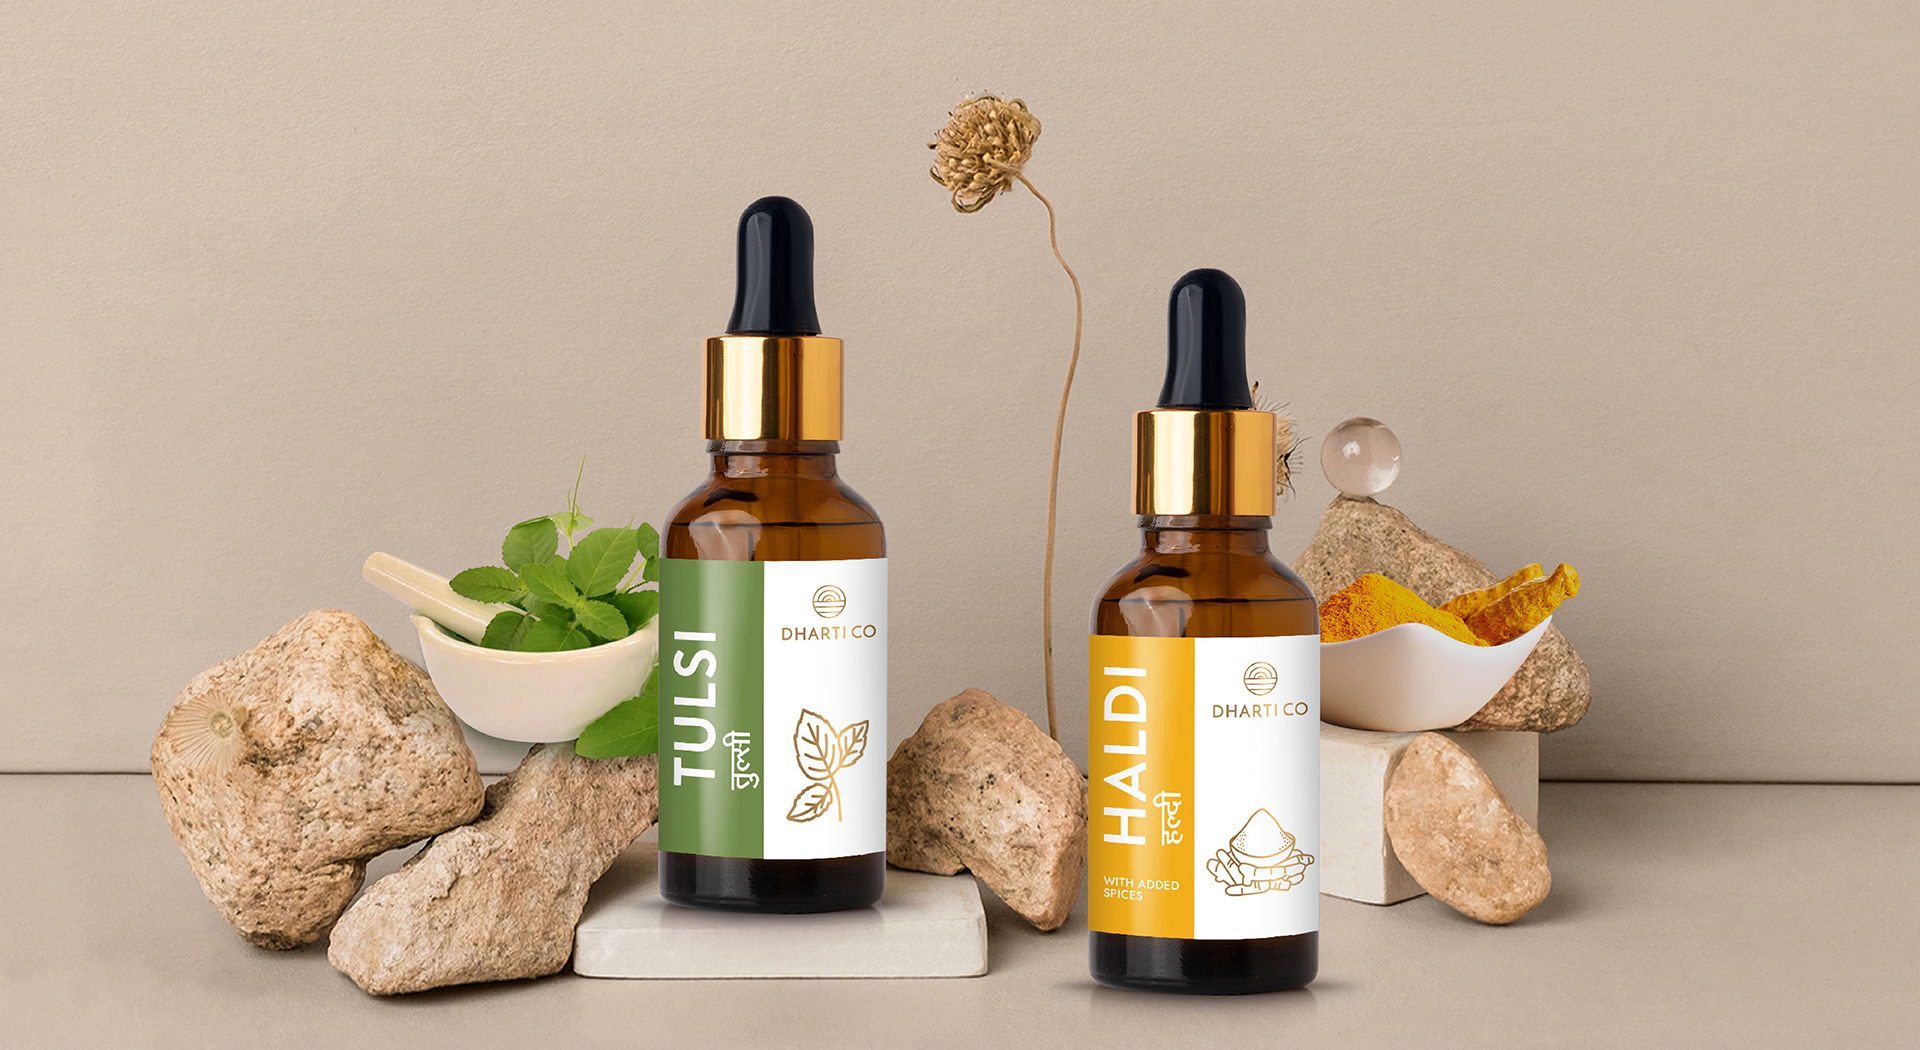 TULSI
तुलसी
DHARTI CO
HALDI
हल्दी
WITH ADDED
SPICES
DHARTI CO